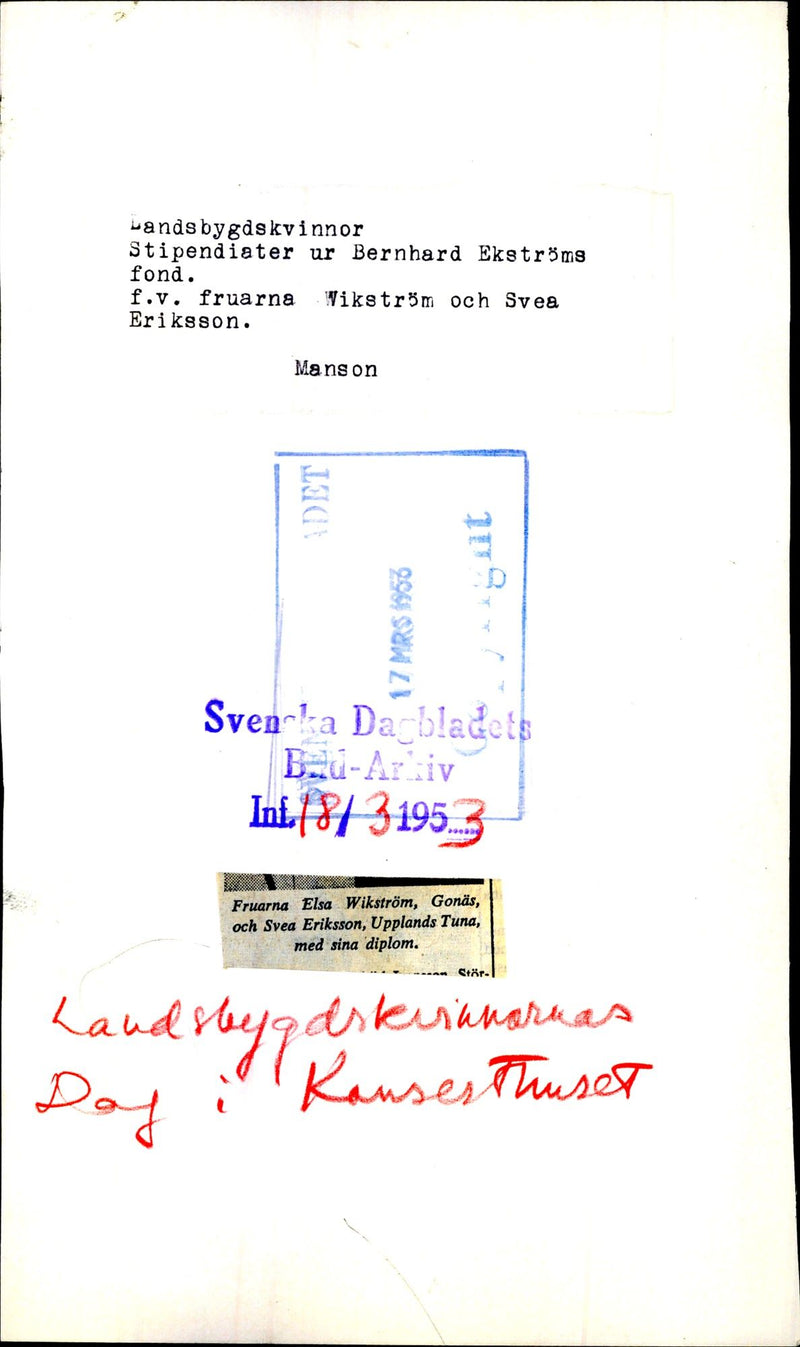 Landsbygdskvinnor
Stipendiater ur Bernhard Ekströms
fond.
f.v. fruarna Wikström och Svea
Eriksson.
Manson
17 MRS 1953
Svenska Dagbladets
Bild-Arkiv
Inf. 18/3 1953
Fruarna Elsa Wikström, Gonäs,
och Svea Eriksson, Upplands Tuna,
med sina diplom.
Landsbygdskvinnornas
Dag i Konserthuset